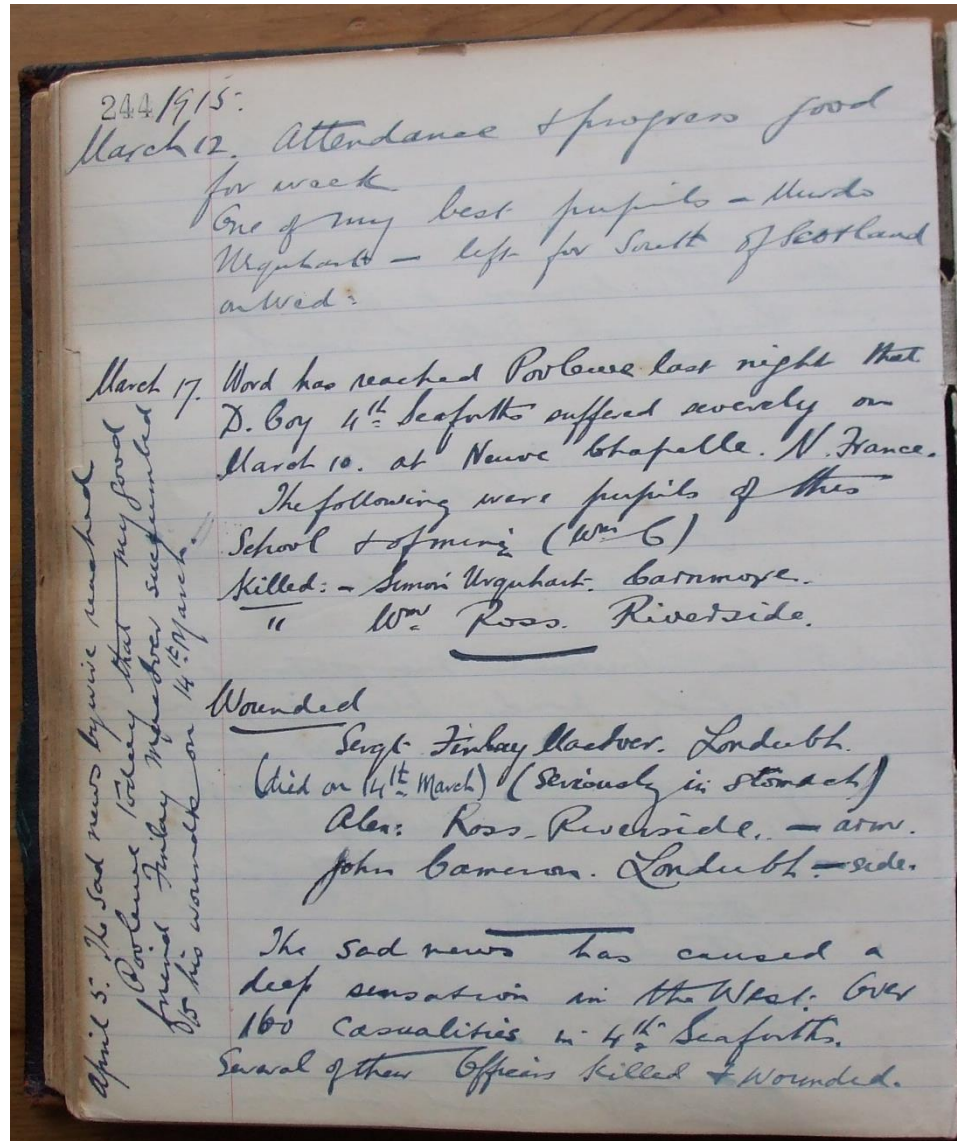 244 1915.
March 12. Attendance & progress good
for week
One of my best pupils – Murdo
Urquhart – left for South of Scotland
on Wed:
March 17. Word has reached Poolewe last night that
D. Coy 4th Seaforths suffered severely on
March 10. at Neuve Chapelle. N. France.
The following were pupils of this
School & of mine (Wm G)
Killed: – Simon Urquhart. Carnmore.
" Wm Ross. Riverside.
Wounded
Sergt Finlay MacIver. Londubh.
(died on 14th March) (seriously in stomach)
Alex: Ross – Riverside. – arm.
John Cameron. Londubh. – side.
The sad news has caused a
deep sensation in the West. Over
160 casualities in 4th Seaforths.
Several of their Officers killed & wounded.
April 5. The sad news by wire reached
Poolewe today that my good
friend Finlay McIver succumbed
to his wounds on 14th March.